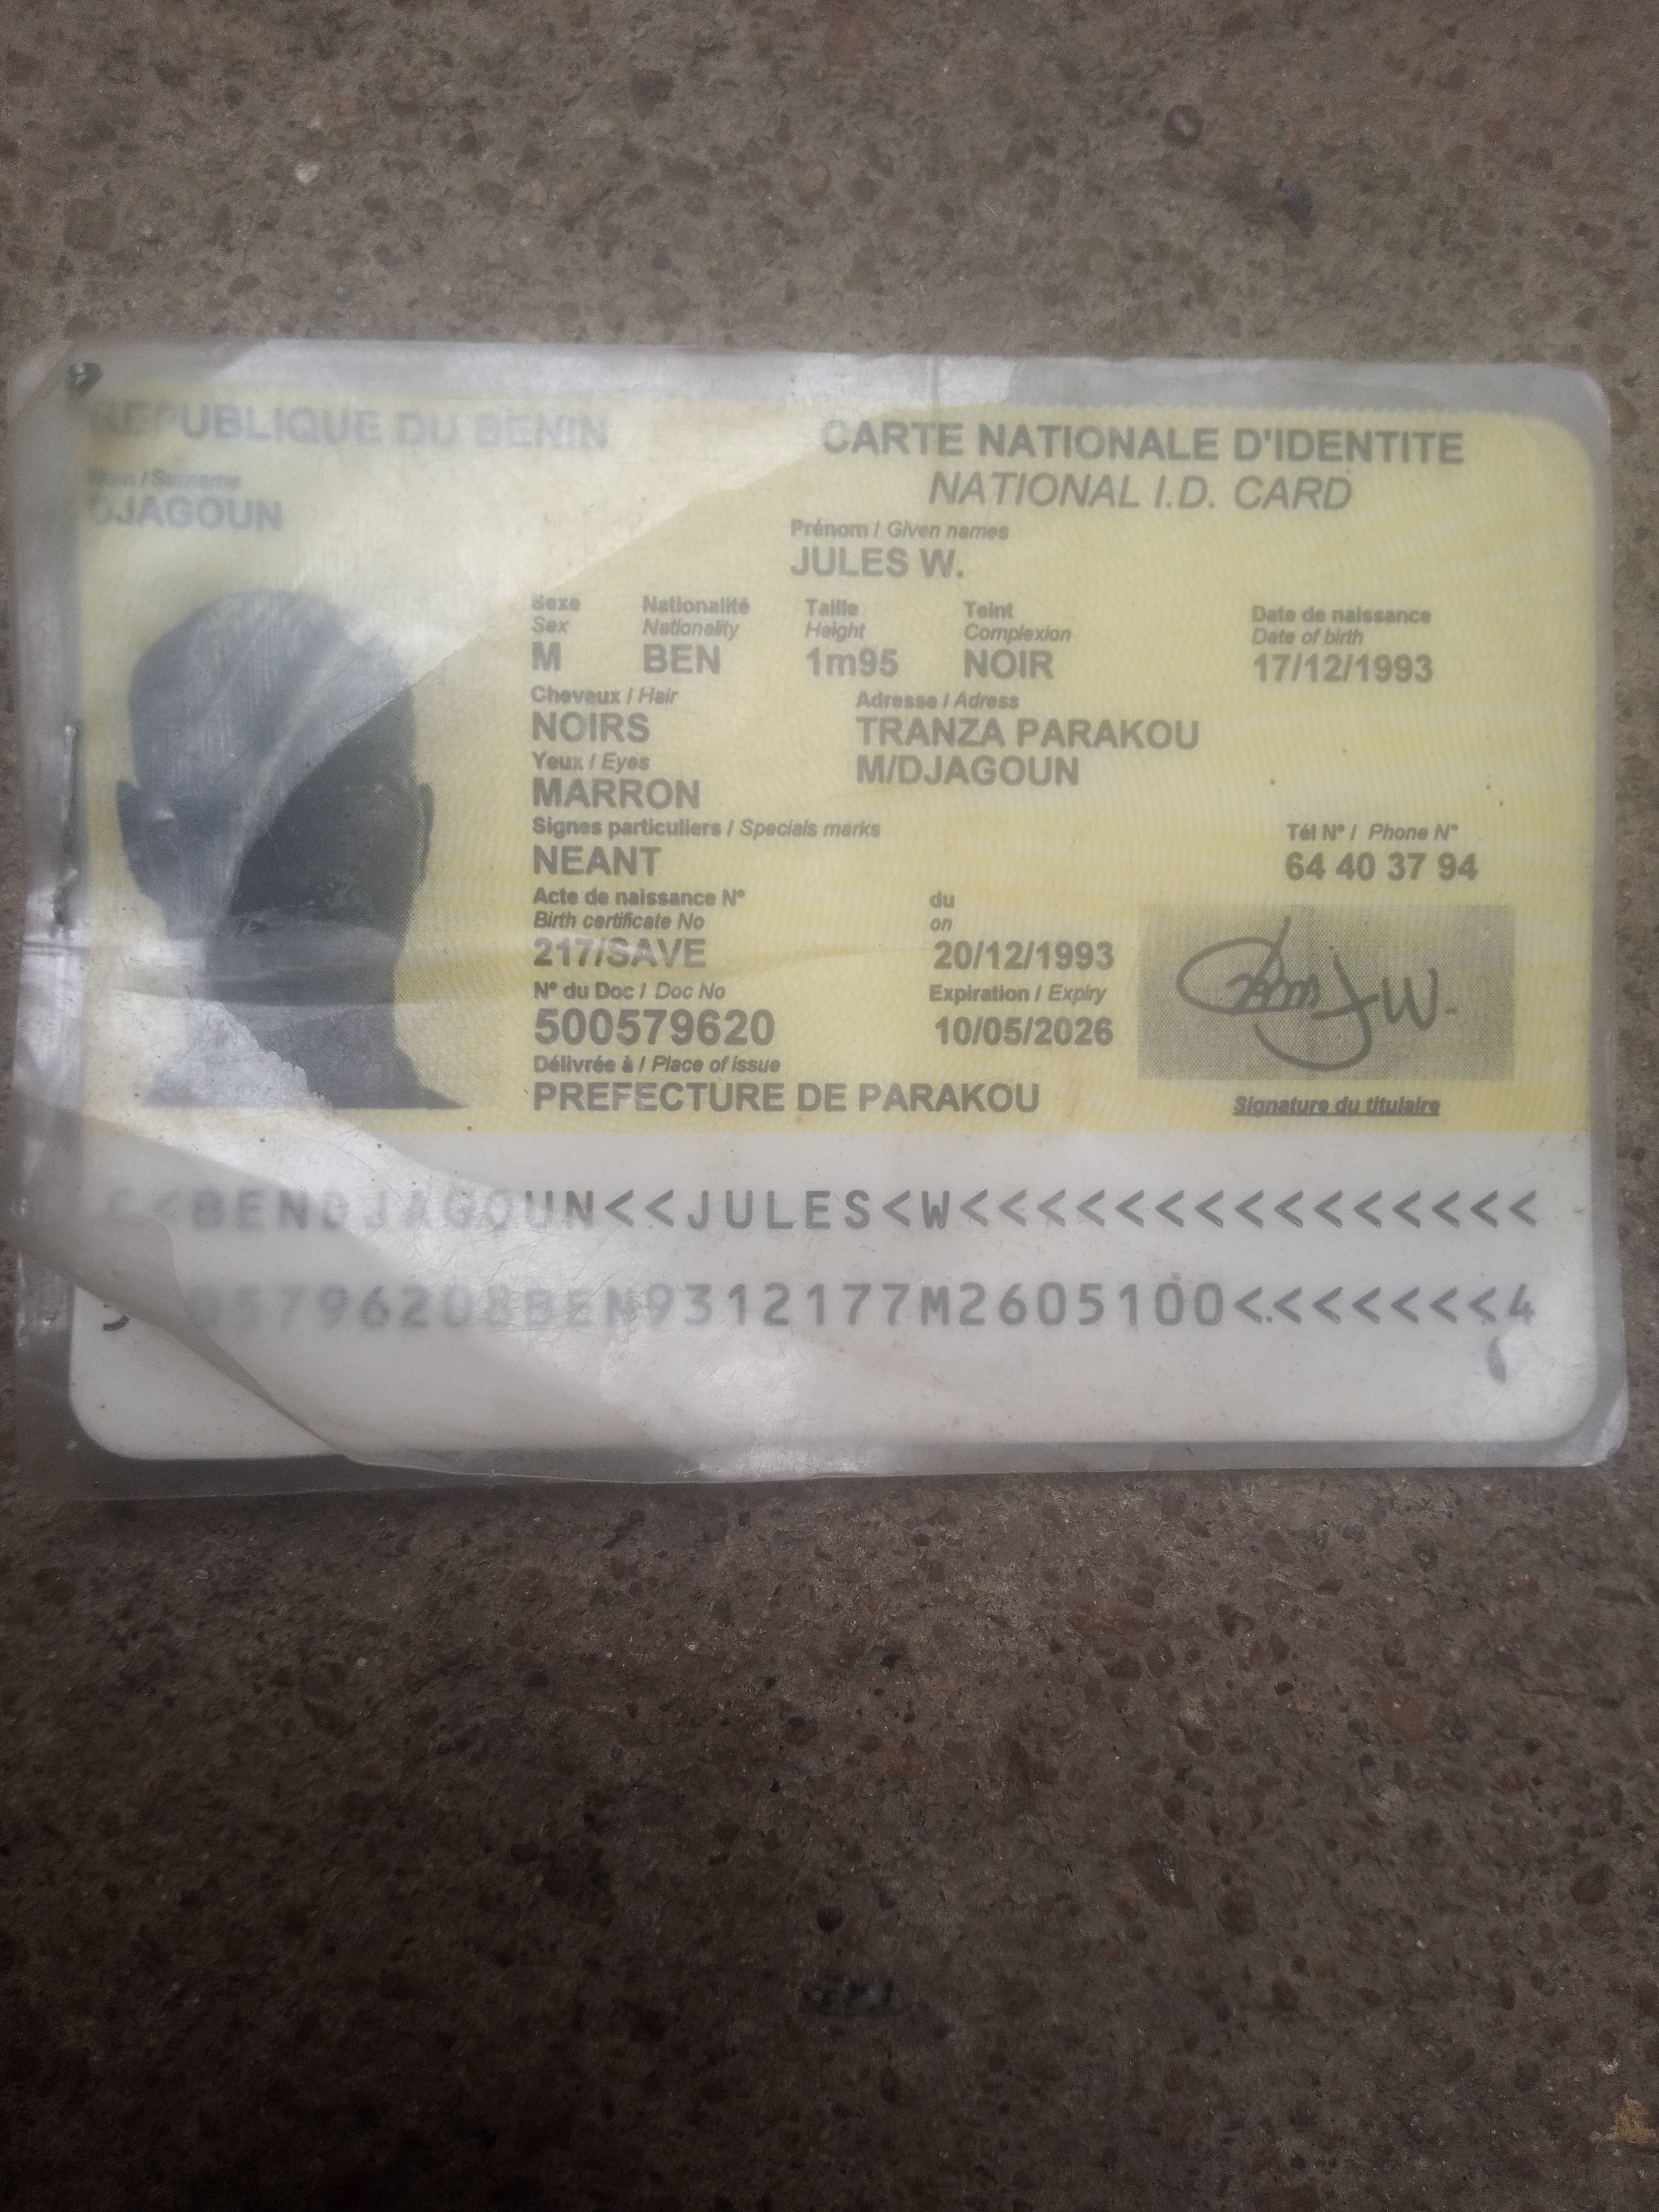 REPUBLIQUE DU BENIN
CARTE NATIONALE D'IDENTITE
NATIONAL I.D. CARD
Nom / Surname
DJAGOUN
Prénom / Given names
JULES W.
Sexe Nationalité Taille Teint Date de naissance
Sex Nationality Height Complexion Date of birth
M BEN 1m95 NOIR 17/12/1993
Cheveux / Hair Adresse / Adress
NOIRS TRANZA PARAKOU
Yeux / Eyes M/DJAGOUN
MARRON
Signes particuliers / Specials marks Tél N° / Phone N°
NEANT 64 40 37 94
Acte de naissance N° du
Birth certificate No on
217/SAVE 20/12/1993
N° du Doc / Doc No Expiration / Expiry
500579620 10/05/2026
Délivrée à / Place of issue
PREFECTURE DE PARAKOU Signature du titulaire
<BENDJAGOUN<<JULES<W<<<<<<<<<<<<<<<
5796208BEN9312177M2605100<<<<<<<4